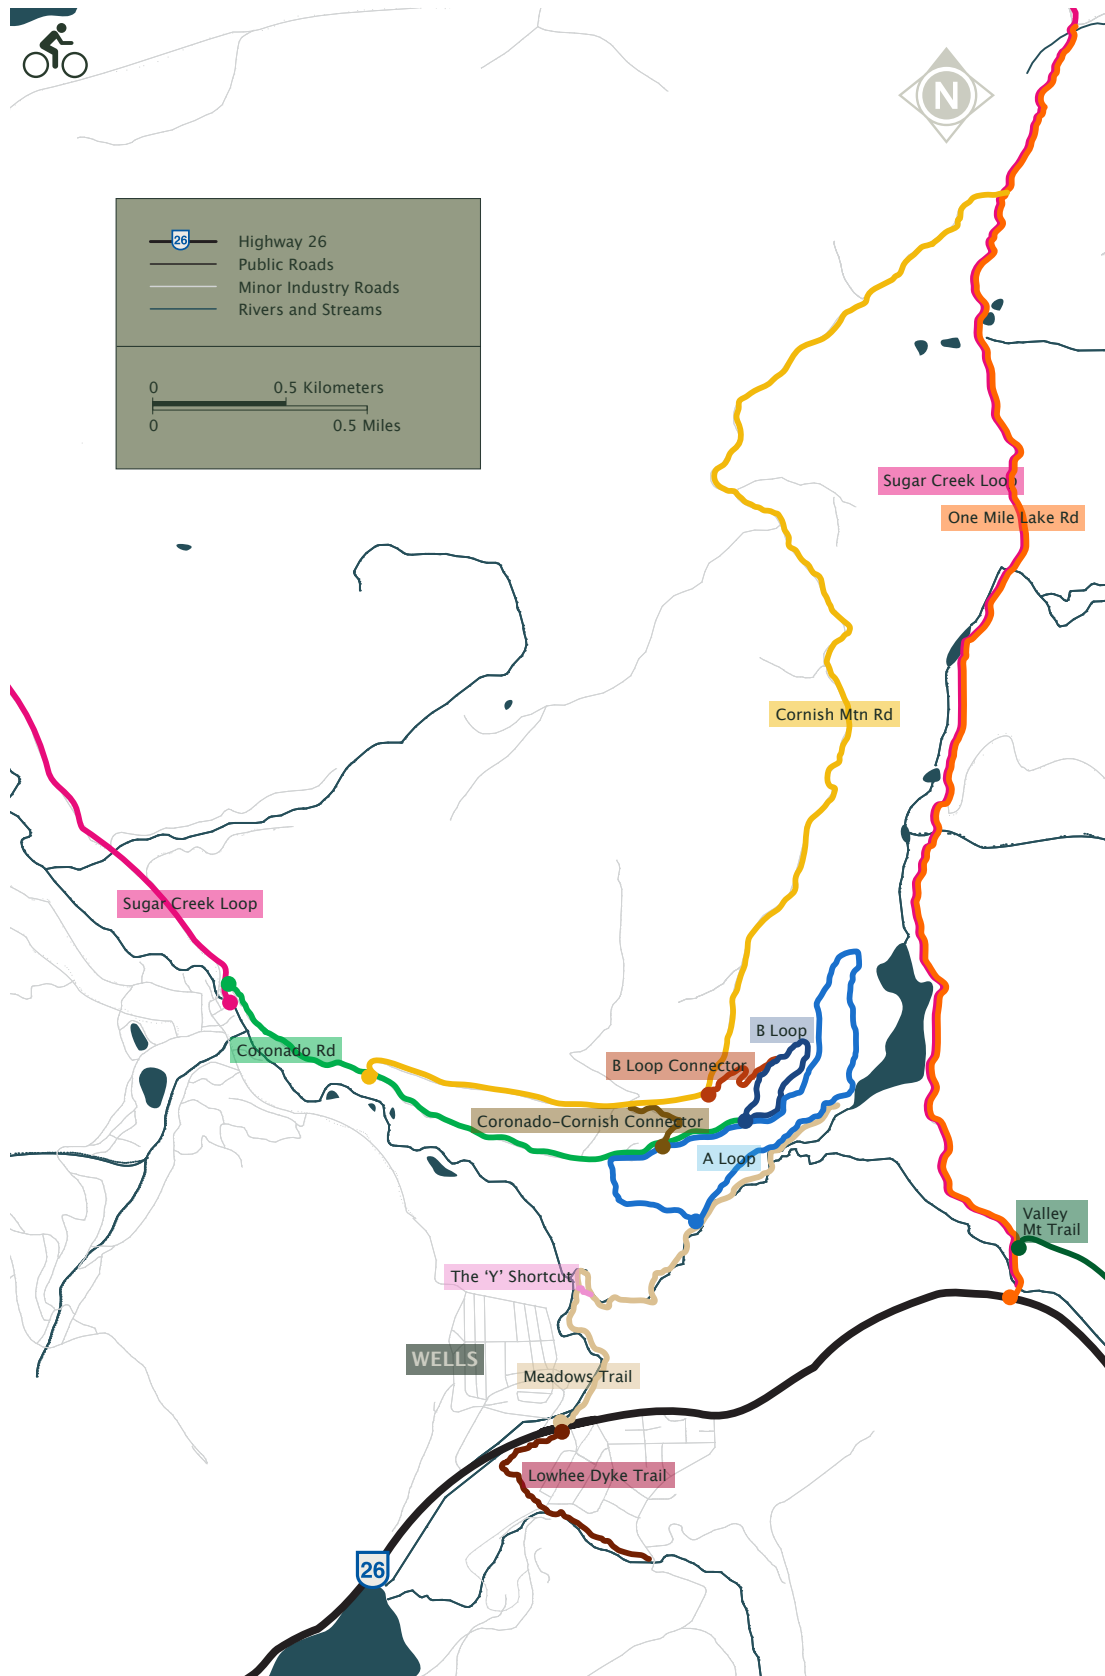 N
26
Highway 26
Public Roads
Minor Industry Roads
Rivers and Streams
0 0.5 Kilometers
0 0.5 Miles
Sugar Creek Loop
One Mile Lake Rd
Cornish Mtn Rd
Sugar Creek Loop
B Loop
Coronado Rd
B Loop Connector
Coronado-Cornish Connector
A Loop
Valley
Mt Trail
The ‘Y’ Shortcut
WELLS
Meadows Trail
Lowhee Dyke Trail
26